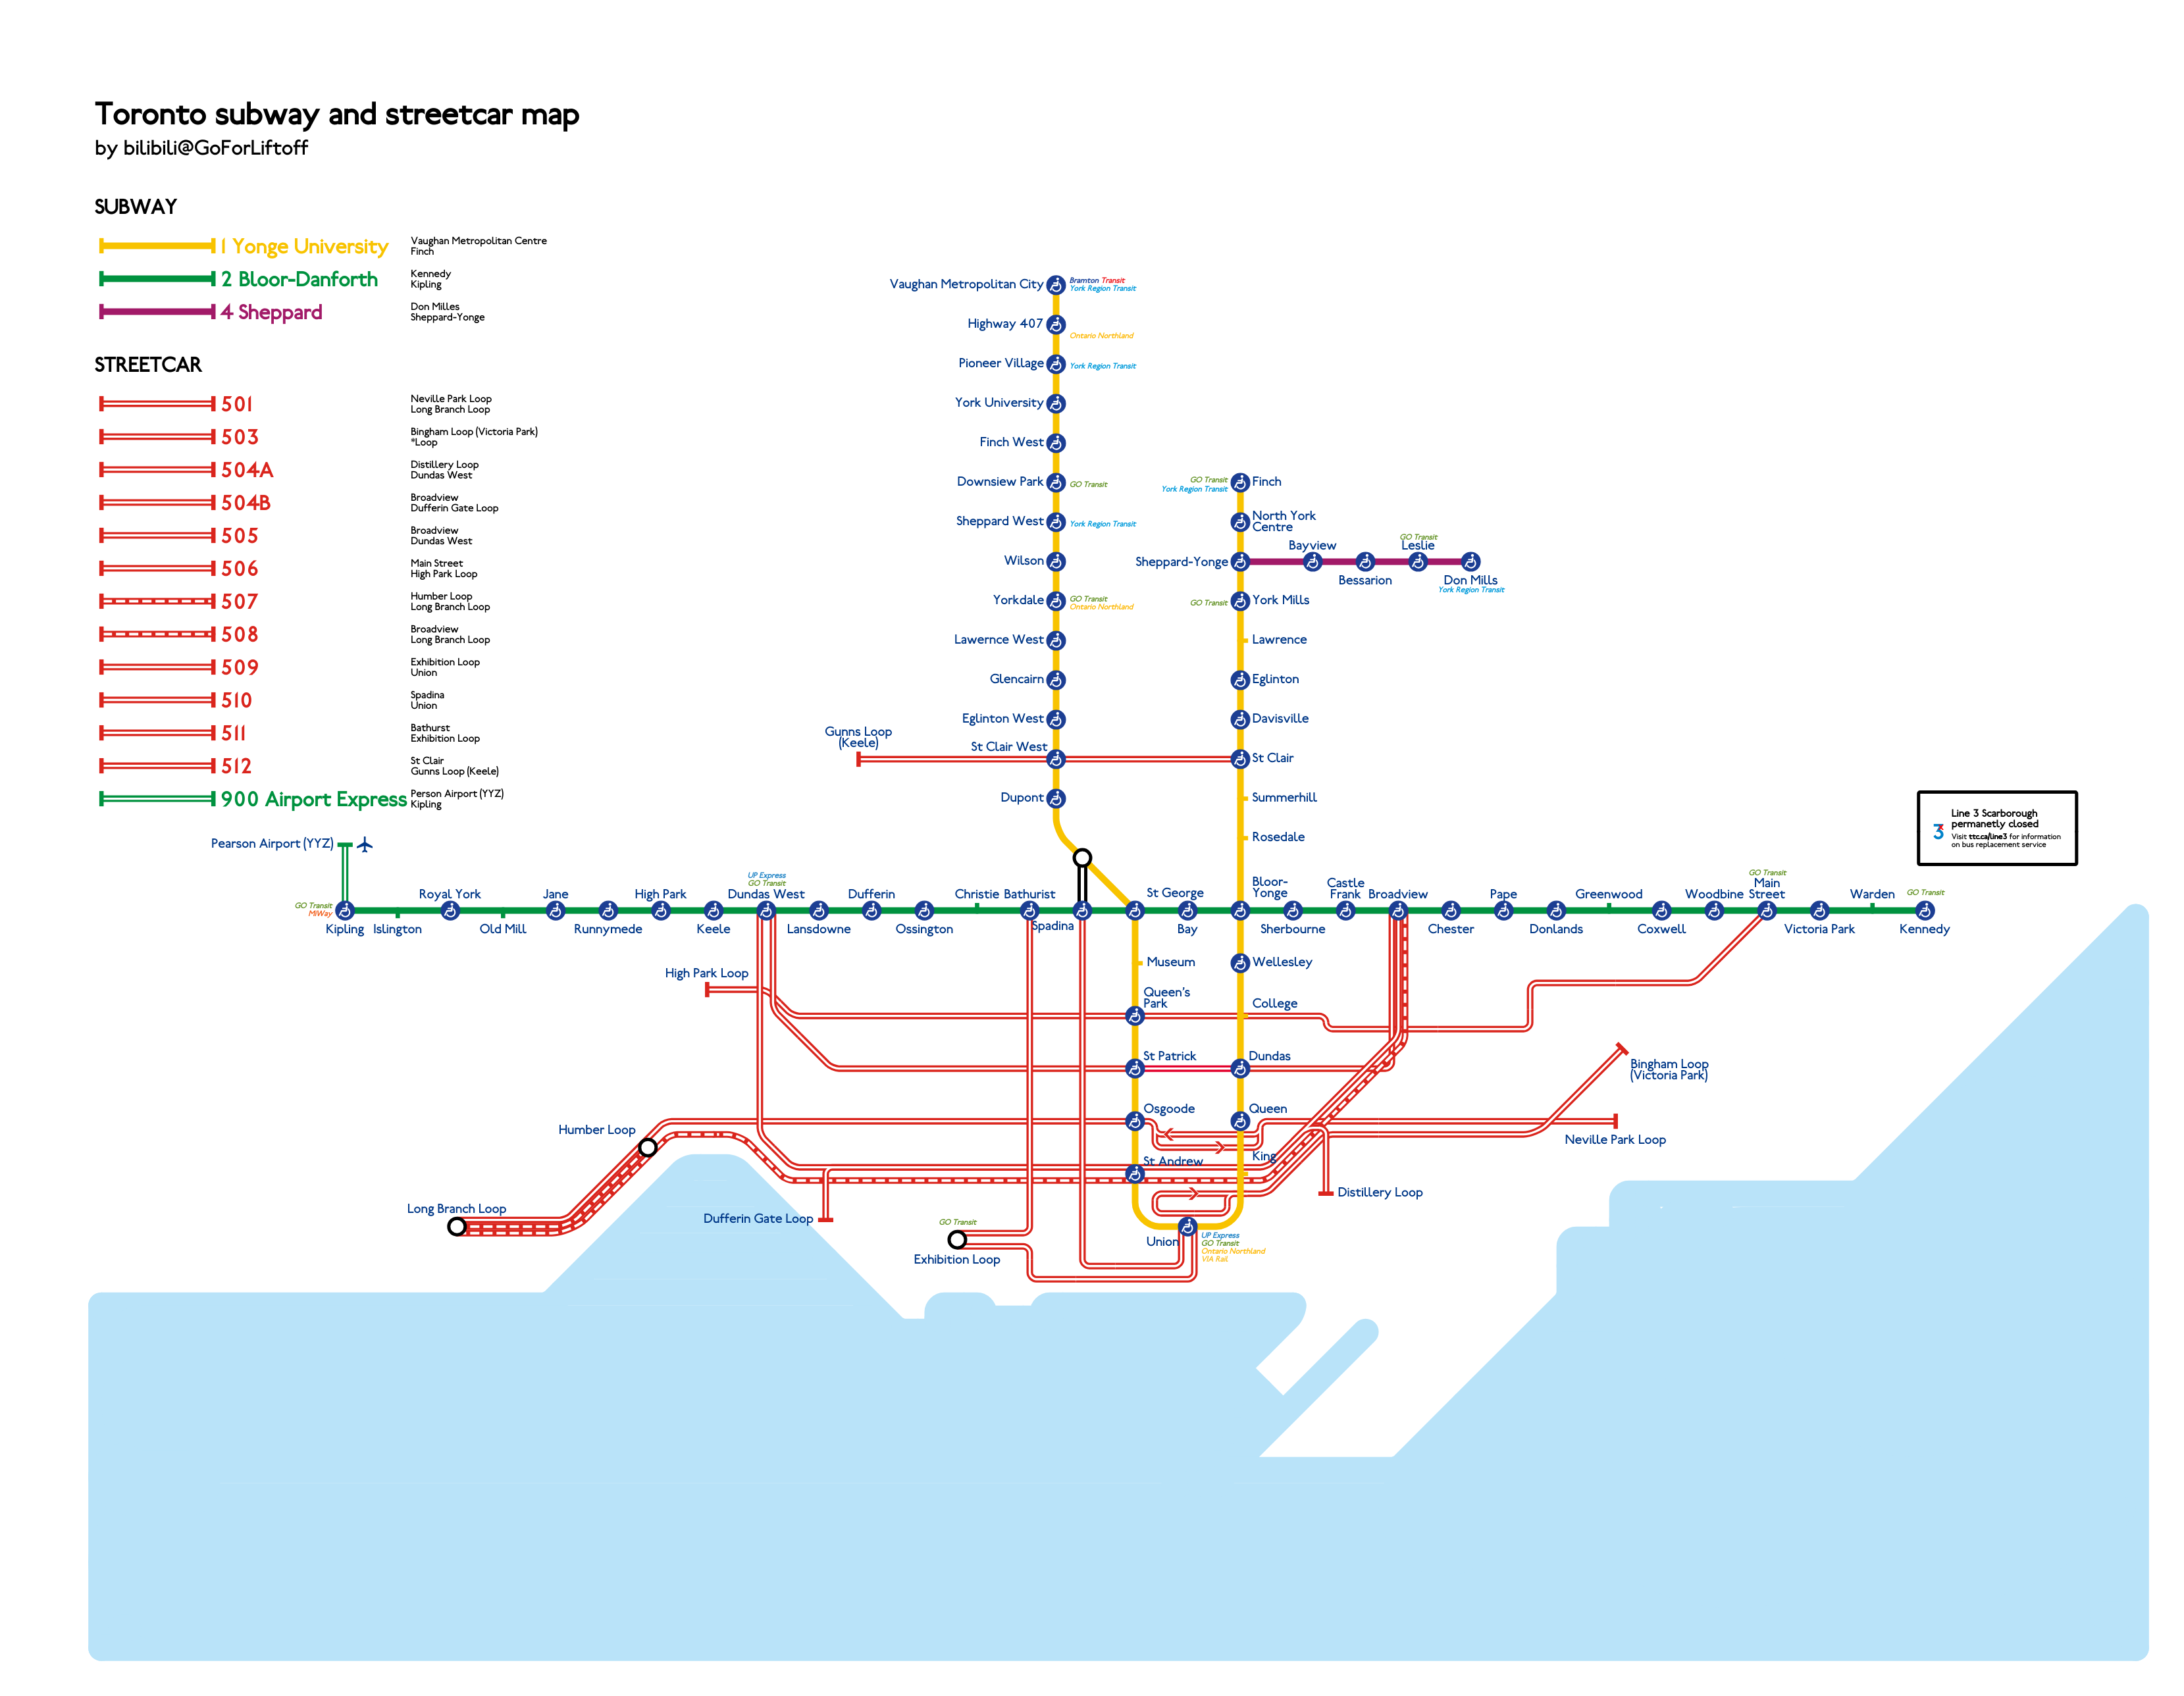 Toronto subway and streetcar map
by bilibili@GoForLiftoff
SUBWAY
1 Yonge University
Vaughan Metropolitan Centre
Finch
2 Bloor-Danforth
Kennedy
Kipling
4 Sheppard
Don Milles
Sheppard-Yonge
STREETCAR
501
Neville Park Loop
Long Branch Loop
503
Bingham Loop (Victoria Park)
*Loop
504A
Distillery Loop
Dundas West
504B
Broadview
Dufferin Gate Loop
505
Broadview
Dundas West
506
Main Street
High Park Loop
507
Humber Loop
Long Branch Loop
508
Broadview
Long Branch Loop
509
Exhibition Loop
Union
510
Spadina
Union
511
Bathurst
Exhibition Loop
512
St Clair
Gunns Loop (Keele)
900 Airport Express
Person Airport (YYZ)
Kipling
Vaughan Metropolitan City
Bramton Transit
York Region Transit
Highway 407
Ontario Northland
Pioneer Village
York Region Transit
York University
Finch West
Downsiew Park
GO Transit
Sheppard West
York Region Transit
Wilson
Yorkdale
GO Transit
Ontario Northland
Lawernce West
Glencairn
Eglinton West
St Clair West
Gunns Loop
(Keele)
Dupont
GO Transit
York Region Transit
Finch
North York
Centre
Sheppard-Yonge
Bayview
Bessarion
GO Transit
Leslie
Don Mills
York Region Transit
GO Transit
York Mills
Lawrence
Eglinton
Davisville
St Clair
Summerhill
Rosedale
Bloor-
Yonge
Line 3 Scarborough
permanetly closed
3
Visit ttc.ca/line3 for information
on bus replacement service
Pearson Airport (YYZ)
GO Transit
MiWay
Kipling
Islington
Royal York
Old Mill
Jane
Runnymede
High Park
Keele
UP Express
GO Transit
Dundas West
Lansdowne
Dufferin
Ossington
Christie
Bathurist
Spadina
St George
Bay
Sherbourne
Castle
Frank
Broadview
Chester
Pape
Donlands
Greenwood
Coxwell
Woodbine
GO Transit
Main
Street
Victoria Park
Warden
GO Transit
Kennedy
High Park Loop
Museum
Wellesley
Queen's
Park
College
St Patrick
Dundas
Osgoode
Queen
St Andrew
King
Union
UP Express
GO Transit
Ontario Northland
VIA Rail
Bingham Loop
(Victoria Park)
Neville Park Loop
Distillery Loop
Humber Loop
Long Branch Loop
Dufferin Gate Loop
GO Transit
Exhibition Loop